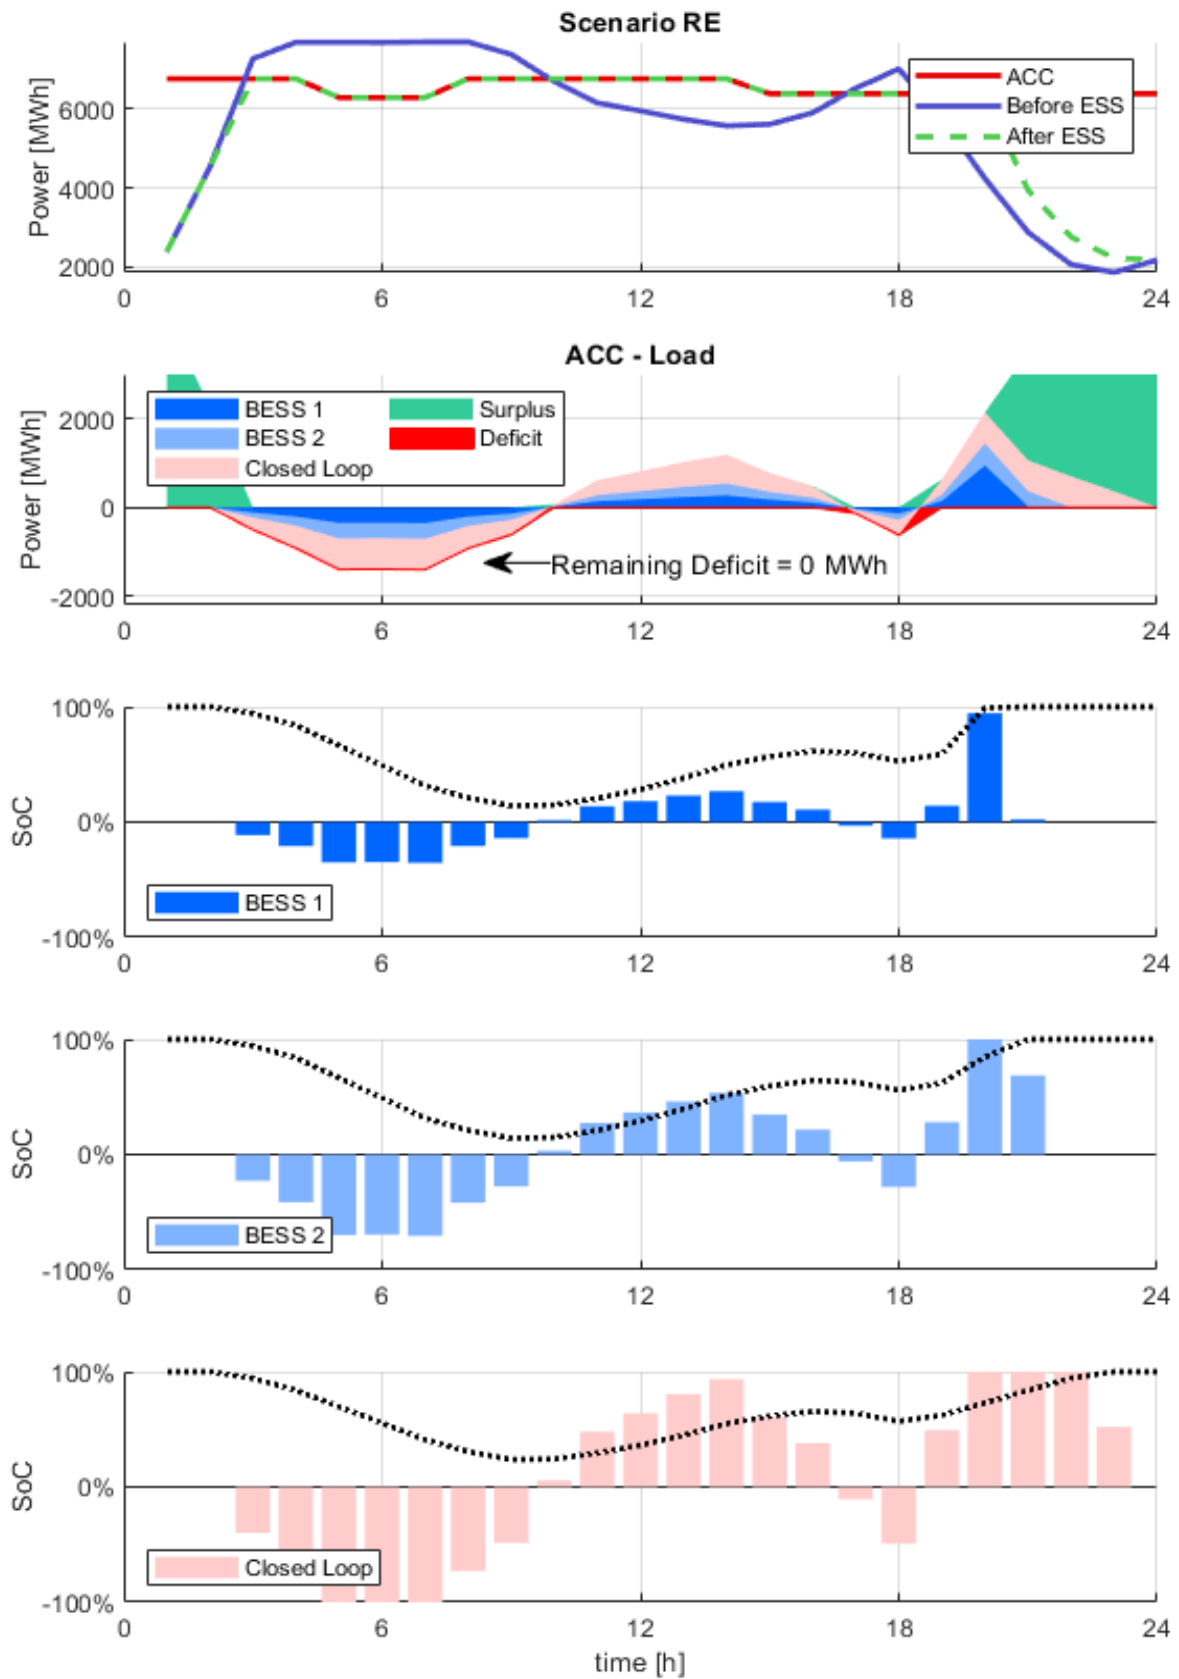 Scenario RE
Power [MWh]
6000
4000
2000
ACC
Before ESS
After ESS
0 6 12 18 24
ACC - Load
Power [MWh]
2000
0
-2000
BESS 1
BESS 2
Closed Loop
Surplus
Deficit
Remaining Deficit = 0 MWh
0 6 12 18 24
SoC
100%
0%
-100%
BESS 1
0 6 12 18 24
SoC
100%
0%
-100%
BESS 2
0 6 12 18 24
SoC
100%
0%
-100%
Closed Loop
0 6 12 18 24
time [h]